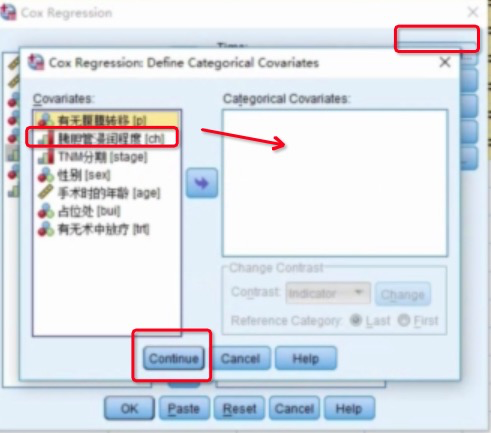 Cox Regression
Time:
Cox Regression: Define Categorical Covariates
Covariates:
Categorical Covariates:
有无腹膜转移 [p]
胰胆管浸润程度 [ch]
TNM分期 [stage]
性别 [sex]
手术时的年龄 [age]
占位处 [bui]
有无术中放疗 [trt]
Change Contrast
Contrast:
Indicator
Change
Reference Category:
Last
First
Continue
Cancel
Help
OK
Paste
Reset
Cancel
Help